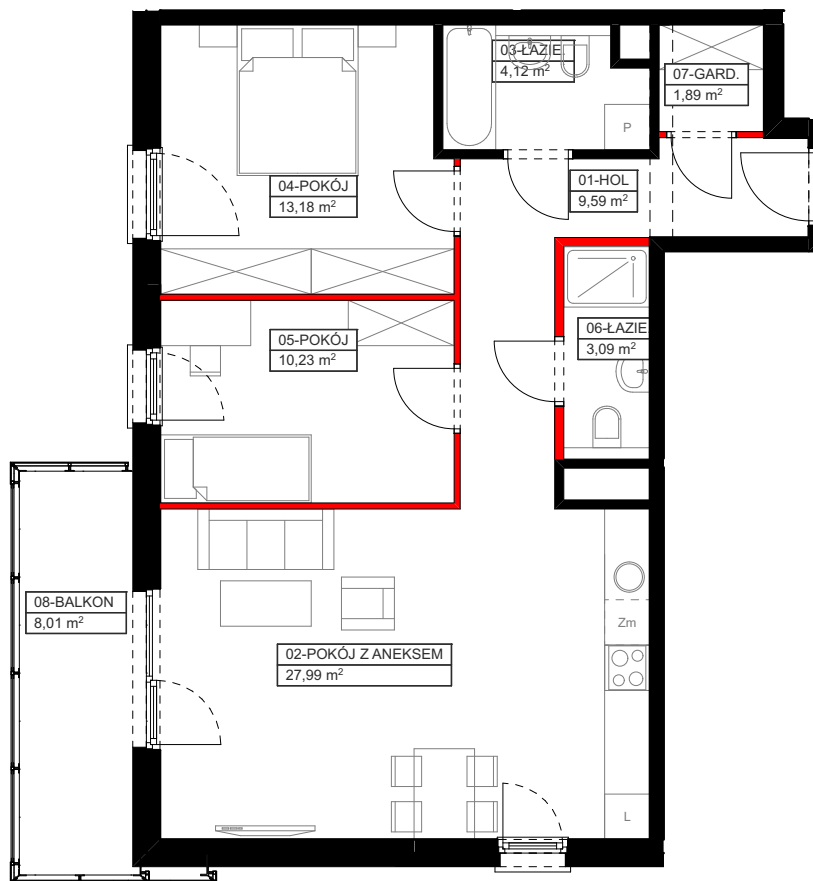 03-ŁAZIE.
4,12 m²
07-GARD.
1,89 m²
P
04-POKÓJ
13,18 m²
01-HOL
9,59 m²
05-POKÓJ
10,23 m²
06-ŁAZIE
3,09 m²
08-BALKON
8,01 m²
Zm
02-POKÓJ Z ANEKSEM
27,99 m²
L